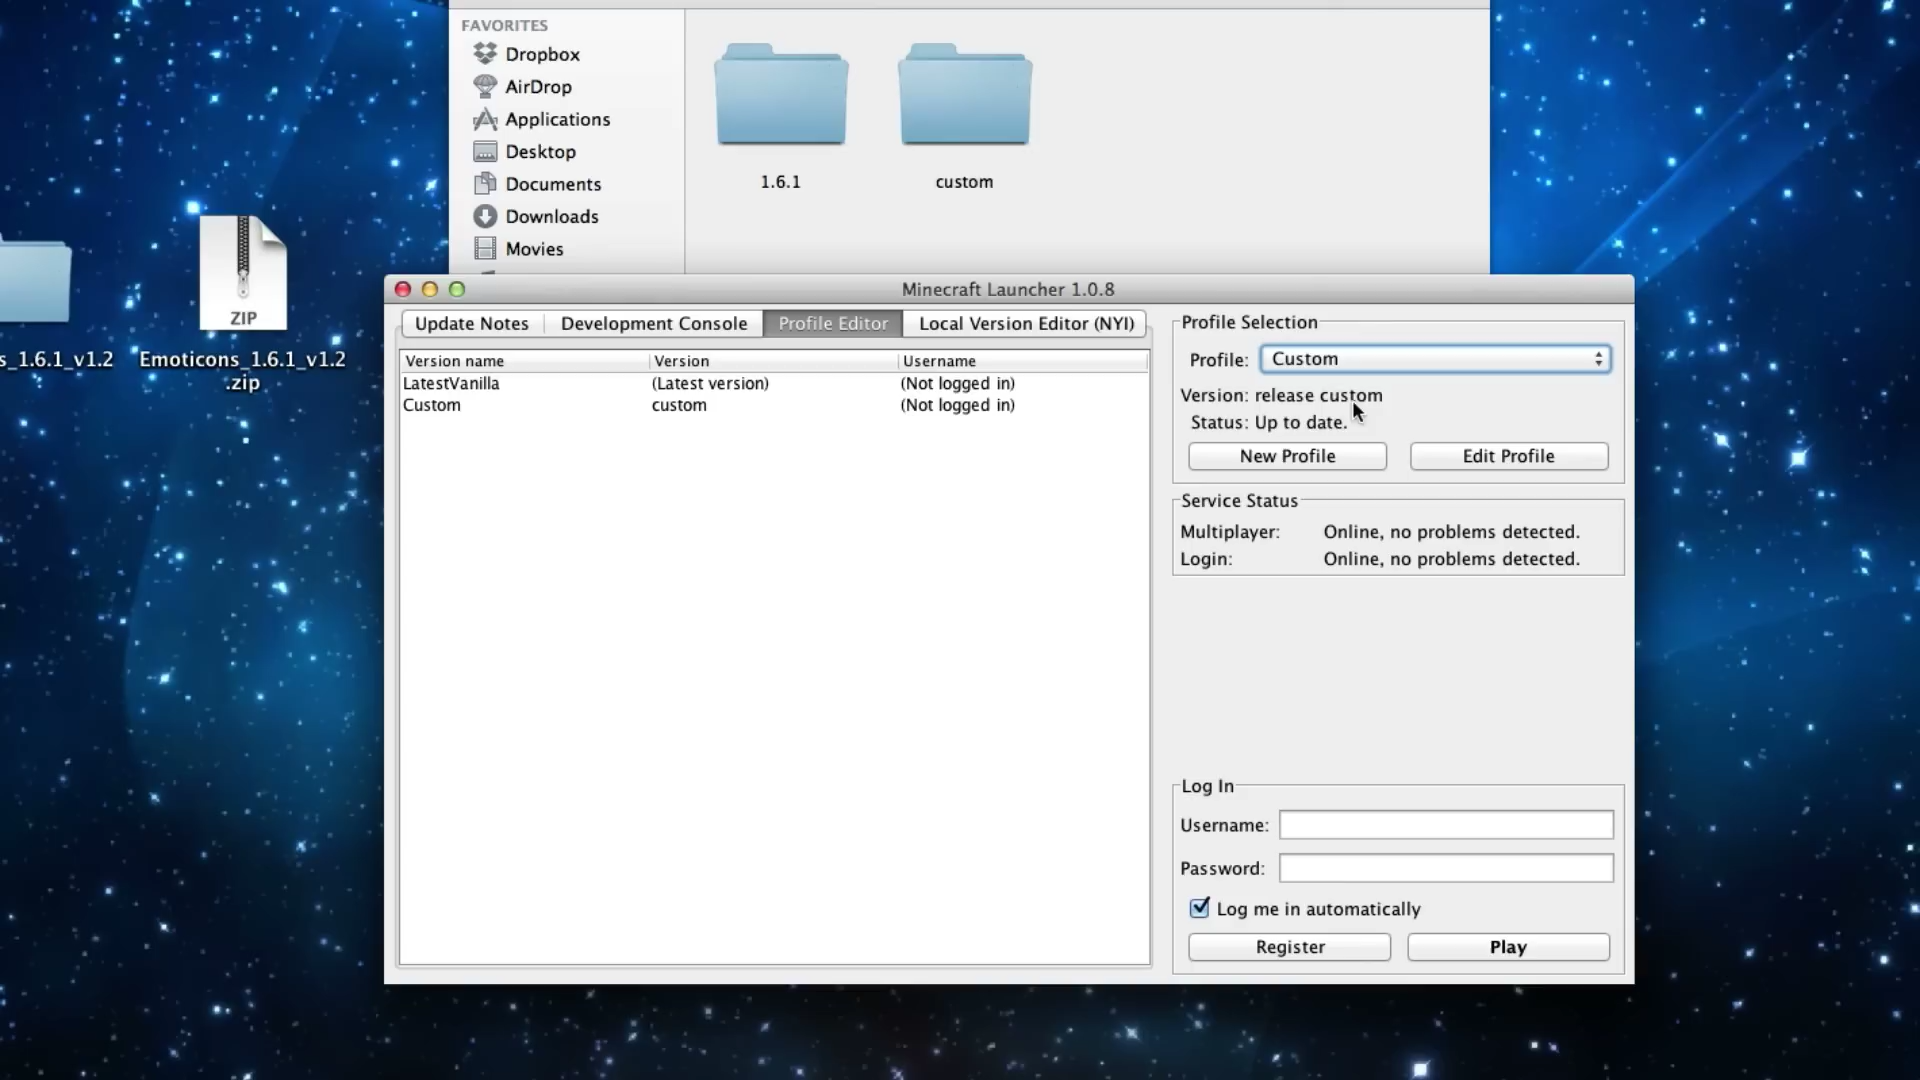 FAVORITES
Dropbox
AirDrop
Applications
Desktop
Documents
Downloads
Movies
1.6.1
custom
s_1.6.1_v1.2
ZIP
Emoticons_1.6.1_v1.2
.zip
Minecraft Launcher 1.0.8
Update Notes
Development Console
Profile Editor
Local Version Editor (NYI)
Version name Version Username
LatestVanilla (Latest version) (Not logged in)
Custom custom (Not logged in)
Profile Selection
Profile: Custom
Version: release custom
Status: Up to date.
New Profile
Edit Profile
Service Status
Multiplayer: Online, no problems detected.
Login: Online, no problems detected.
Log In
Username:
Password:
Log me in automatically
Register
Play